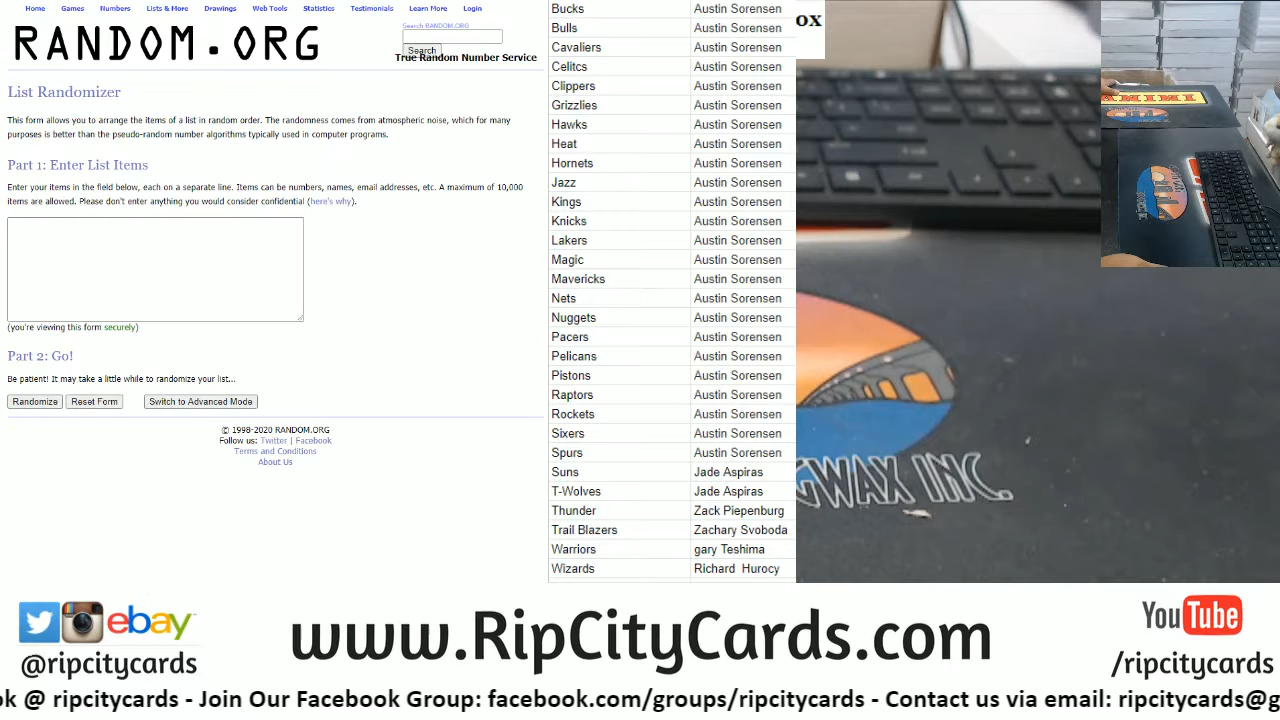 Home Games Numbers Lists & More Drawings Web Tools Statistics Testimonials Learn More Login
RANDOM.ORG
Search RANDOM.ORG
Search
True Random Number Service
List Randomizer
This form allows you to arrange the items of a list in random order. The randomness comes from atmospheric noise, which for many
purposes is better than the pseudo-random number algorithms typically used in computer programs.
Part 1: Enter List Items
Enter your items in the field below, each on a separate line. Items can be numbers, names, email addresses, etc. A maximum of 10,000
items are allowed. Please don't enter anything you would consider confidential (here's why).
(you're viewing this form securely)
Part 2: Go!
Be patient! It may take a little while to randomize your list...
Randomize Reset Form Switch to Advanced Mode
© 1998-2020 RANDOM.ORG
Follow us: Twitter | Facebook
Terms and Conditions
About Us
Bucks Austin Sorensen
Bulls Austin Sorensen
Cavaliers Austin Sorensen
Celitcs Austin Sorensen
Clippers Austin Sorensen
Grizzlies Austin Sorensen
Hawks Austin Sorensen
Heat Austin Sorensen
Hornets Austin Sorensen
Jazz Austin Sorensen
Kings Austin Sorensen
Knicks Austin Sorensen
Lakers Austin Sorensen
Magic Austin Sorensen
Mavericks Austin Sorensen
Nets Austin Sorensen
Nuggets Austin Sorensen
Pacers Austin Sorensen
Pelicans Austin Sorensen
Pistons Austin Sorensen
Raptors Austin Sorensen
Rockets Austin Sorensen
Sixers Austin Sorensen
Spurs Austin Sorensen
Suns Jade Aspiras
T-Wolves Jade Aspiras
Thunder Zack Piepenburg
Trail Blazers Zachary Svoboda
Warriors gary Teshima
Wizards Richard Hurocy
ox
GWAX INC.
ebay
@ripcitycards
www.RipCityCards.com
YouTube
/ripcitycards
ok @ ripcitycards - Join Our Facebook Group: facebook.com/groups/ripcitycards - Contact us via email: ripcitycards@g